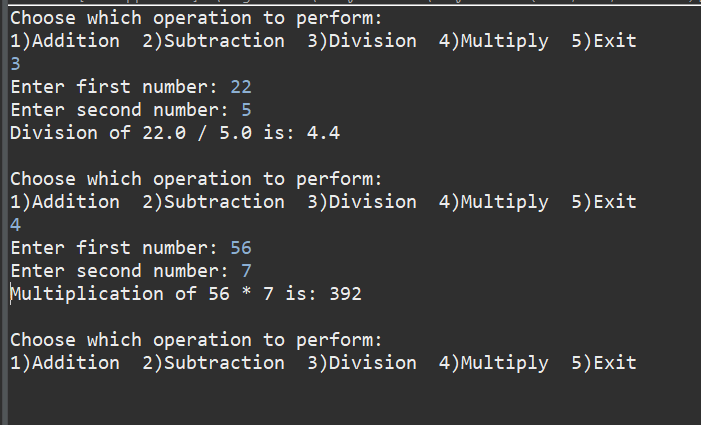 Choose which operation to perform:
1)Addition  2)Subtraction  3)Division  4)Multiply  5)Exit
3
Enter first number: 22
Enter second number: 5
Division of 22.0 / 5.0 is: 4.4

Choose which operation to perform:
1)Addition  2)Subtraction  3)Division  4)Multiply  5)Exit
4
Enter first number: 56
Enter second number: 7
Multiplication of 56 * 7 is: 392

Choose which operation to perform:
1)Addition  2)Subtraction  3)Division  4)Multiply  5)Exit